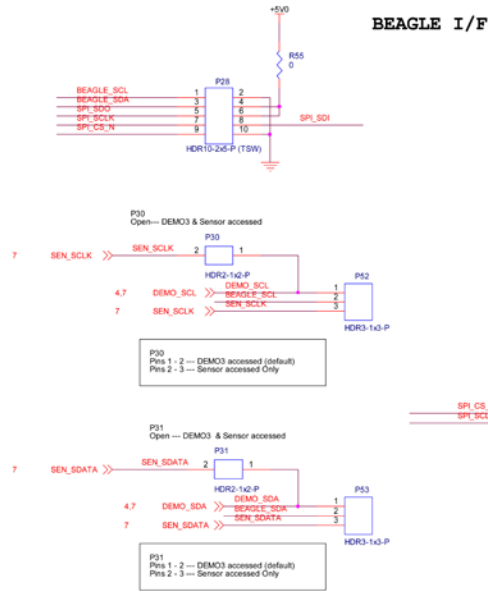 +5V0
BEAGLE I/F
R55
0
P28
BEAGLE_SCL 1 2
BEAGLE_SDA 3 4
SPI_SDO 5 6
SPI_SCLK 7 8 SPI_SDI
SPI_CS_N 9 10
HDR10-2x5-P (TSW)
P30
Open--- DEMO3 & Sensor accessed
P30
7 SEN_SCLK SEN_SCLK 2 1
HDR2-1x2-P
P52
4,7 DEMO_SCL DEMO_SCL 1
BEAGLE_SCL 2
7 SEN_SCLK SEN_SCLK 3
HDR3-1x3-P
P30
Pins 1 - 2 --- DEMO3 accessed (default)
Pins 2 - 3 --- Sensor accessed Only
SPI_CS_
SPI_SCL
P31
Open --- DEMO3 & Sensor accessed
P31
7 SEN_SDATA SEN_SDATA 2 1
HDR2-1x2-P
P53
4,7 DEMO_SDA DEMO_SDA 1
BEAGLE_SDA 2
7 SEN_SDATA SEN_SDATA 3
HDR3-1x3-P
P31
Pins 1 - 2 --- DEMO3 accessed (default)
Pins 2 - 3 --- Sensor accessed Only